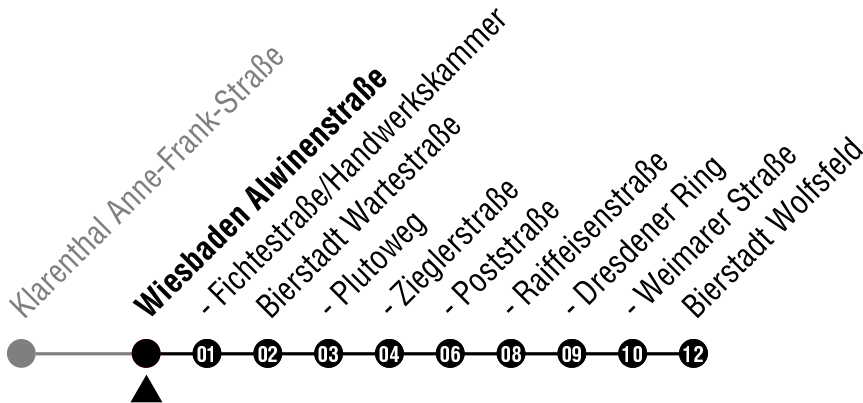 Klarenthal Anne-Frank-Straße
Wiesbaden Alwinenstraße
- Fichtestraße/Handwerkskammer
Bierstadt Wartestraße
- Plutoweg
- Zieglerstraße
- Poststraße
- Raiffeisenstraße
- Dresdener Ring
- Weimarer Straße
Bierstadt Wolfsfeld
01 02 03 04 06 08 09 10 12